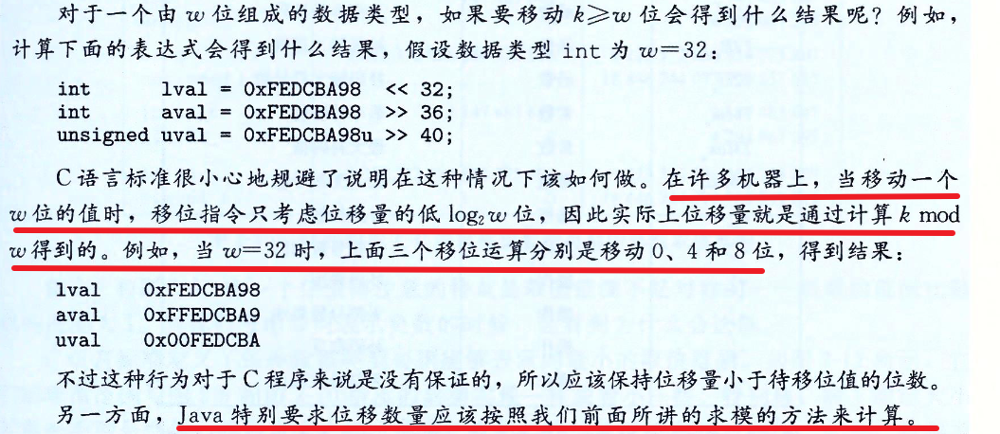 对于一个由 w 位组成的数据类型，如果要移动 k≥w 位会得到什么结果呢？例如，
计算下面的表达式会得到什么结果，假设数据类型 int 为 w=32：
int lval = 0xFEDCBA98 << 32;
int aval = 0xFEDCBA98 >> 36;
unsigned uval = 0xFEDCBA98u >> 40;
C 语言标准很小心地规避了说明在这种情况下该如何做。在许多机器上，当移动一个
w 位的值时，移位指令只考虑位移量的低 log₂w 位，因此实际上位移量就是通过计算 k mod
w 得到的。例如，当 w=32 时，上面三个移位运算分别是移动 0、4 和 8 位，得到结果：
lval 0xFEDCBA98
aval 0xFFEDCBA9
uval 0x00FEDCBA
不过这种行为对于 C 程序来说是没有保证的，所以应该保持位移量小于待移位值的位数。
另一方面，Java 特别要求位移数量应该按照我们前面所讲的求模的方法来计算。